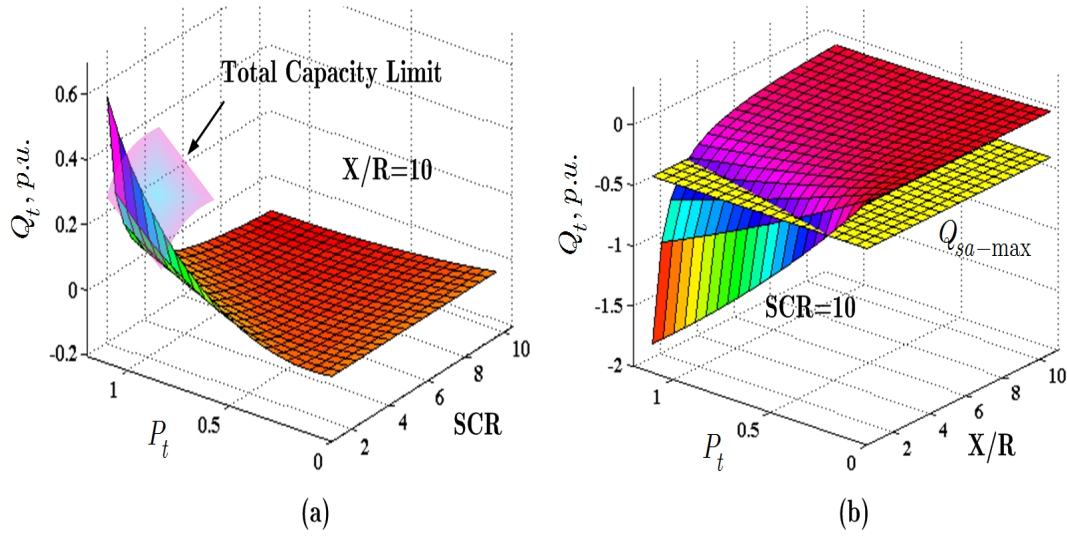 Total Capacity Limit
X/R=10
Q_t, p.u.
0.6
0.4
0.2
0
-0.2
1
0.5
0
P_t
2
4
6
8
10
SCR
(a)
Q_t, p.u.
0
-0.5
-1
-1.5
-2
Q_sa-max
SCR=10
1
0.5
0
P_t
2
4
6
8
10
X/R
(b)